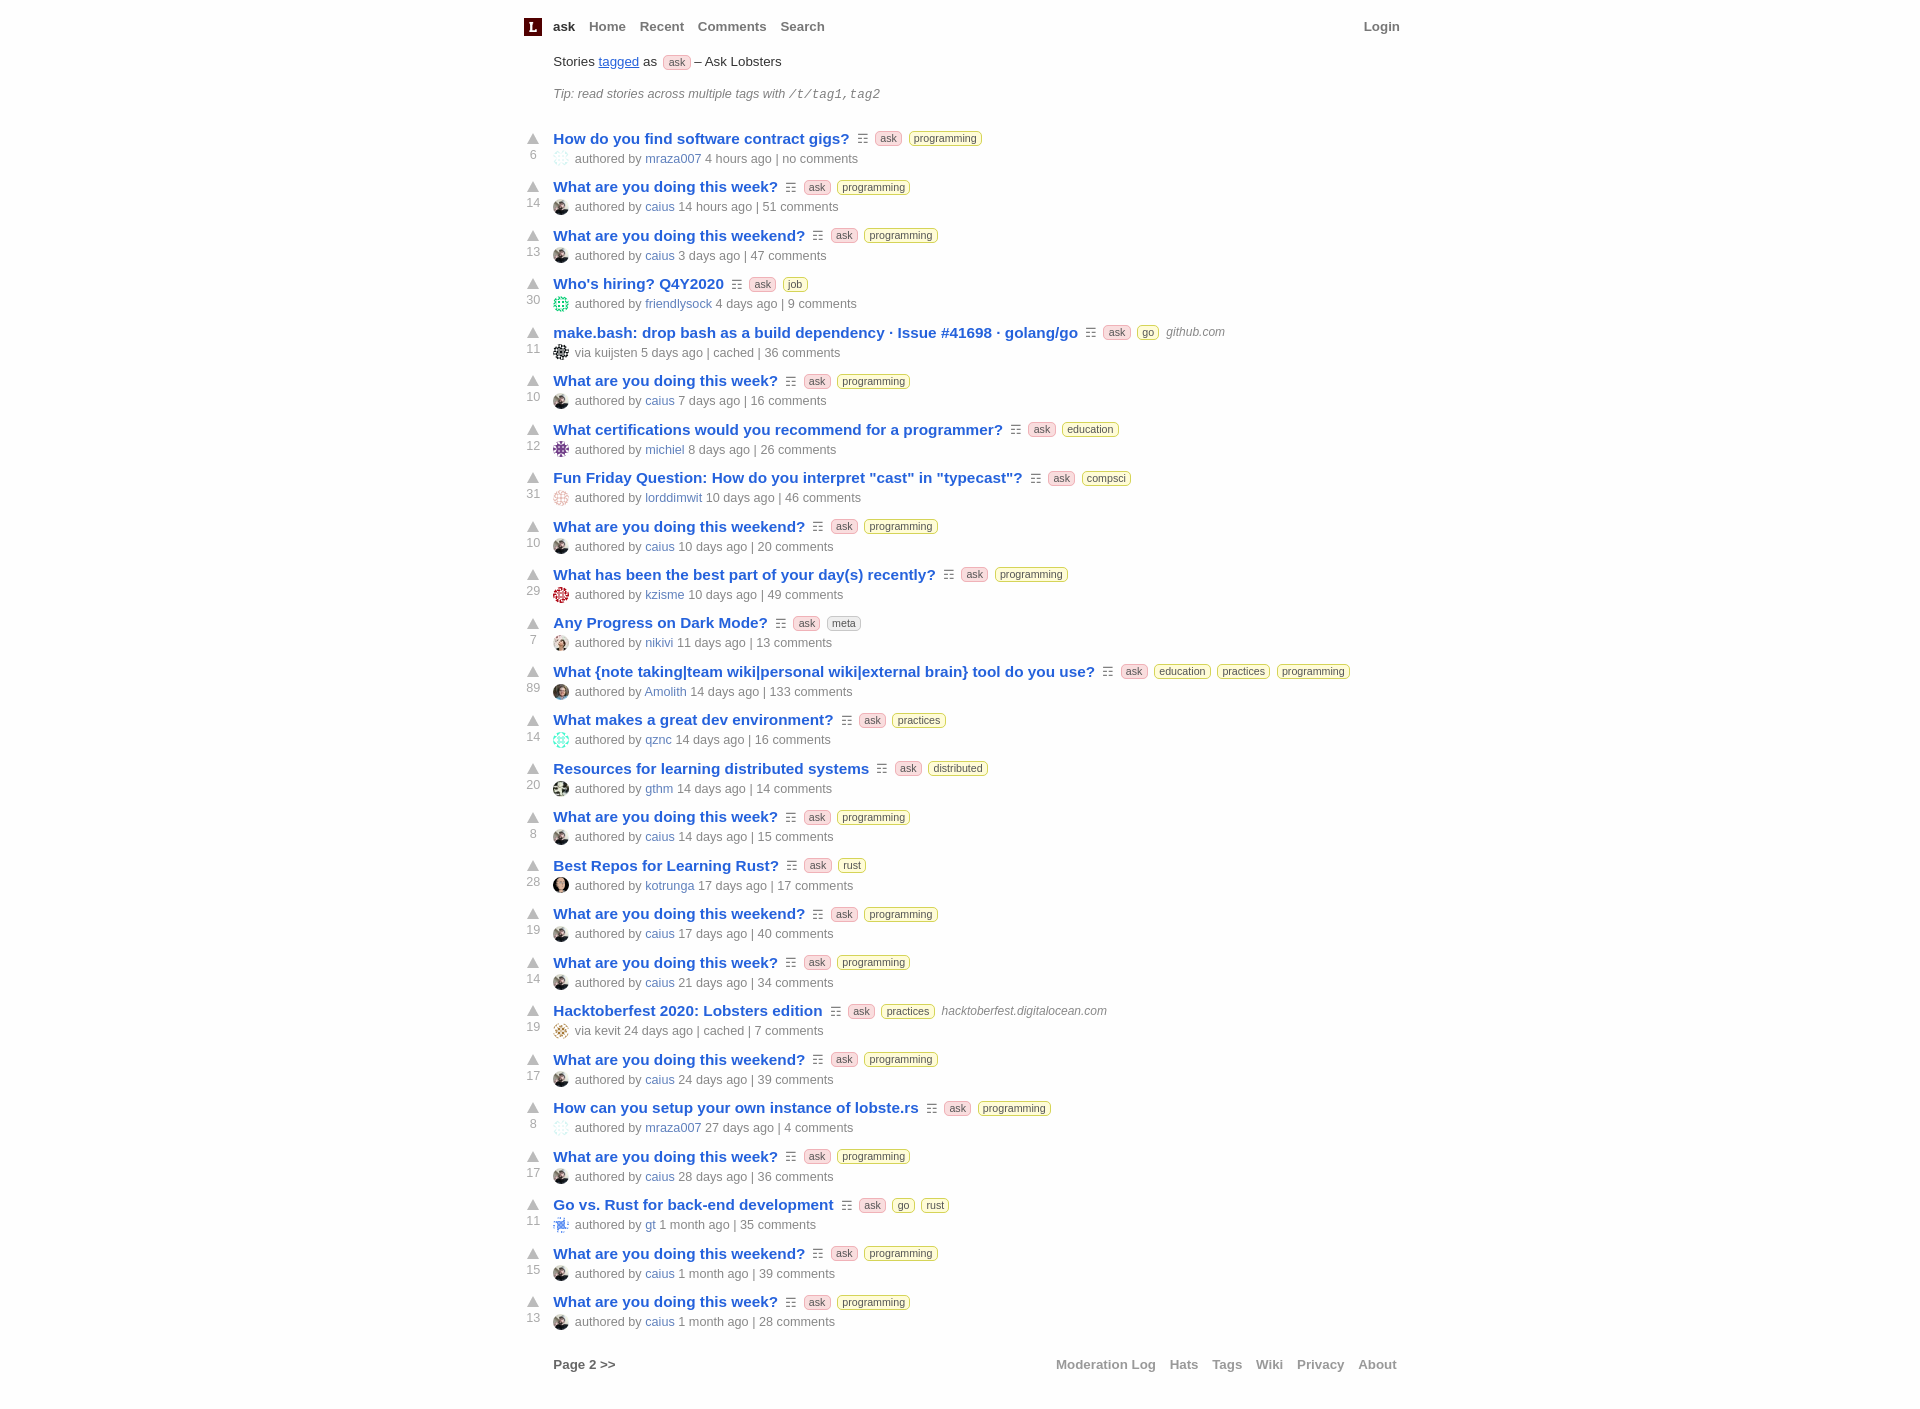 L ask Home Recent Comments Search Login
Stories tagged as ask – Ask Lobsters
Tip: read stories across multiple tags with /t/tag1,tag2
How do you find software contract gigs? ☶ ask programming
6 authored by mraza007 4 hours ago | no comments
What are you doing this week? ☶ ask programming
14 authored by caius 14 hours ago | 51 comments
What are you doing this weekend? ☶ ask programming
13 authored by caius 3 days ago | 47 comments
Who's hiring? Q4Y2020 ☶ ask job
30 authored by friendlysock 4 days ago | 9 comments
make.bash: drop bash as a build dependency · Issue #41698 · golang/go ☶ ask go github.com
11 via kuijsten 5 days ago | cached | 36 comments
What are you doing this week? ☶ ask programming
10 authored by caius 7 days ago | 16 comments
What certifications would you recommend for a programmer? ☶ ask education
12 authored by michiel 8 days ago | 26 comments
Fun Friday Question: How do you interpret "cast" in "typecast"? ☶ ask compsci
31 authored by lorddimwit 10 days ago | 46 comments
What are you doing this weekend? ☶ ask programming
10 authored by caius 10 days ago | 20 comments
What has been the best part of your day(s) recently? ☶ ask programming
29 authored by kzisme 10 days ago | 49 comments
Any Progress on Dark Mode? ☶ ask meta
7 authored by nikivi 11 days ago | 13 comments
What {note taking|team wiki|personal wiki|external brain} tool do you use? ☶ ask education practices programming
89 authored by Amolith 14 days ago | 133 comments
What makes a great dev environment? ☶ ask practices
14 authored by qznc 14 days ago | 16 comments
Resources for learning distributed systems ☶ ask distributed
20 authored by gthm 14 days ago | 14 comments
What are you doing this week? ☶ ask programming
8 authored by caius 14 days ago | 15 comments
Best Repos for Learning Rust? ☶ ask rust
28 authored by kotrunga 17 days ago | 17 comments
What are you doing this weekend? ☶ ask programming
19 authored by caius 17 days ago | 40 comments
What are you doing this week? ☶ ask programming
14 authored by caius 21 days ago | 34 comments
Hacktoberfest 2020: Lobsters edition ☶ ask practices hacktoberfest.digitalocean.com
19 via kevit 24 days ago | cached | 7 comments
What are you doing this weekend? ☶ ask programming
17 authored by caius 24 days ago | 39 comments
How can you setup your own instance of lobste.rs ☶ ask programming
8 authored by mraza007 27 days ago | 4 comments
What are you doing this week? ☶ ask programming
17 authored by caius 28 days ago | 36 comments
Go vs. Rust for back-end development ☶ ask go rust
11 authored by gt 1 month ago | 35 comments
What are you doing this weekend? ☶ ask programming
15 authored by caius 1 month ago | 39 comments
What are you doing this week? ☶ ask programming
13 authored by caius 1 month ago | 28 comments
Page 2 >> Moderation Log Hats Tags Wiki Privacy About